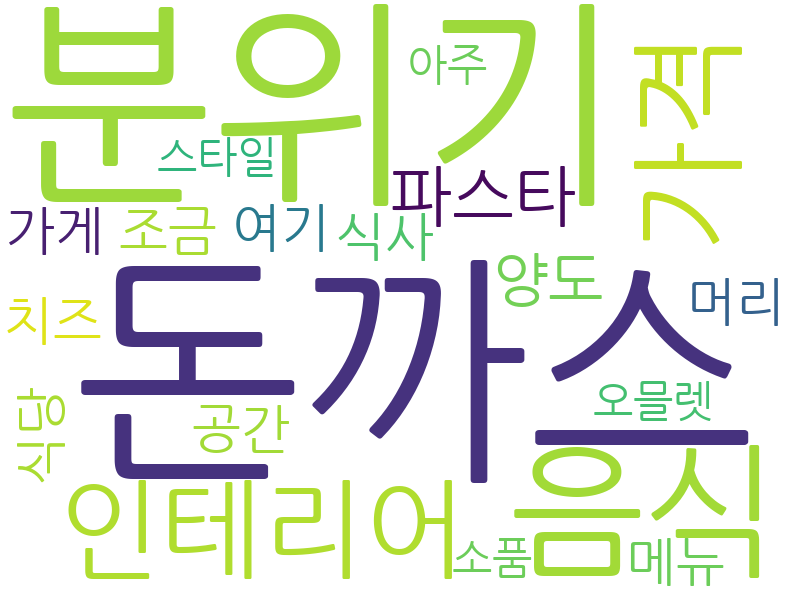 분위기
아주
가격
스타일
파스타
가게
조금
여기
식사
돈까스
양도
머리
치즈
오믈렛
식당
공간
인테리어
음식
소품
메뉴